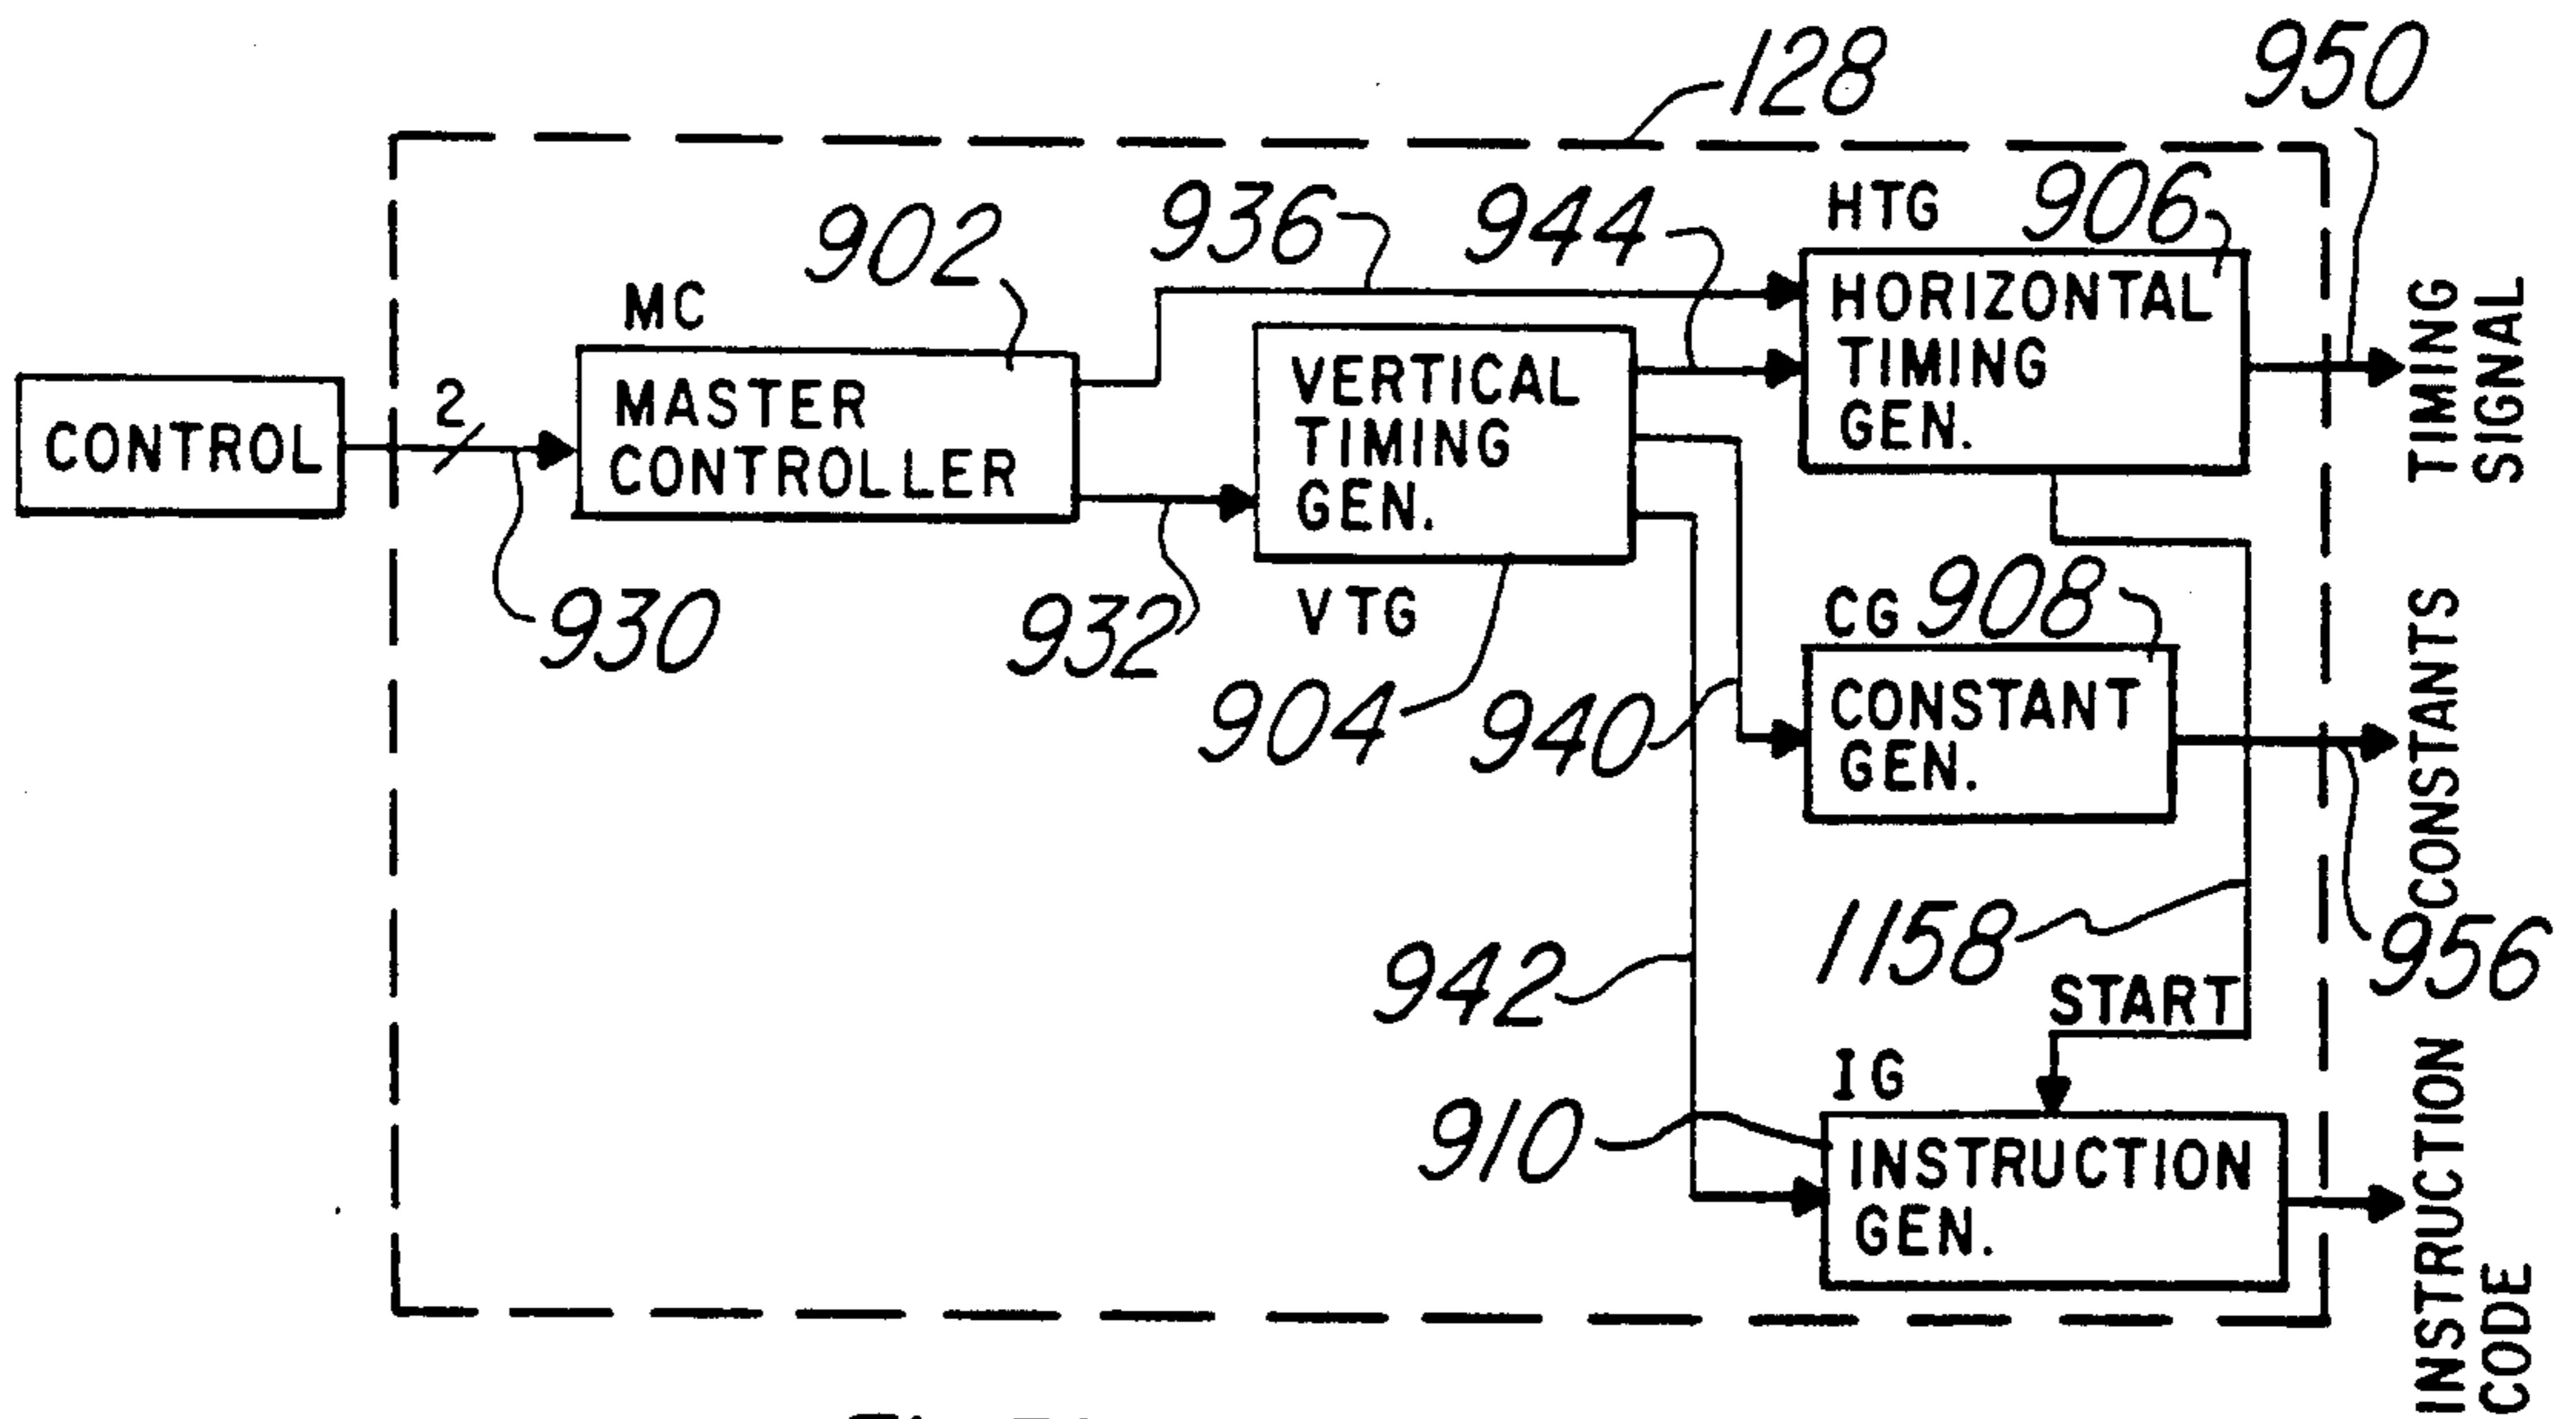 128
950
902
936
944
HTG
906
MC
HORIZONTAL
TIMING
GEN.
TIMING
SIGNAL
CONTROL
2
MASTER
CONTROLLER
VERTICAL
TIMING
GEN.
930
932
VTG
904
940
CG
908
CONSTANT
GEN.
CONSTANTS
956
942
1158
START
IG
910
INSTRUCTION
GEN.
INSTRUCTION
CODE